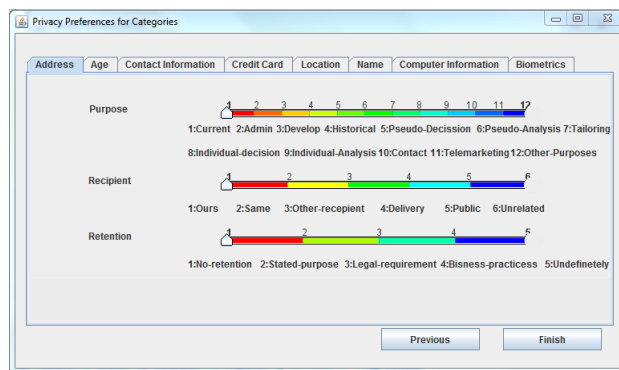 Privacy Preferences for Categories
Address Age Contact Information Credit Card Location Name Computer Information Biometrics
Purpose 1 2 3 4 5 6 7 8 9 10 11 12
1:Current 2:Admin 3:Develop 4:Historical 5:Pseudo-Decission 6:Pseudo-Analysis 7:Tailoring
8:Individual-decision 9:Individual-Analysis 10:Contact 11:Telemarketing 12:Other-Purposes
Recipient 1 2 3 4 5 6
1:Ours 2:Same 3:Other-recepient 4:Delivery 5:Public 6:Unrelated
Retention 1 2 3 4 5
1:No-retention 2:Stated-purpose 3:Legal-requirement 4:Bisness-practicess 5:Undefinetely
Previous Finish